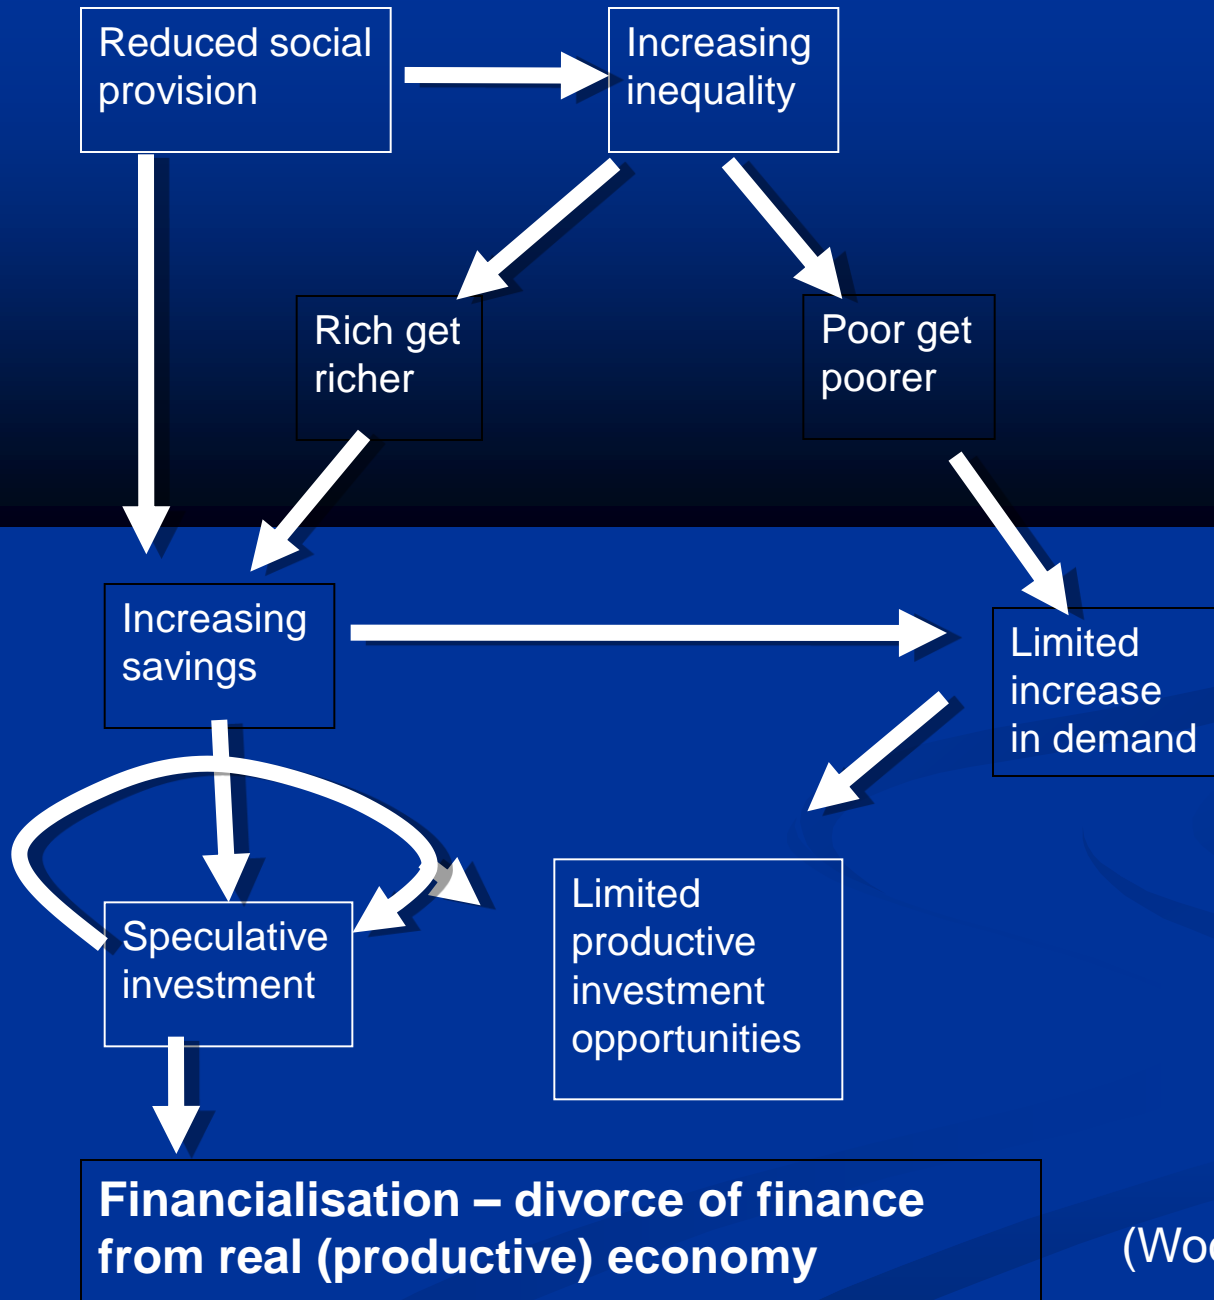 Reduced social
provision
Increasing
inequality
Rich get
richer
Poor get
poorer
Increasing
savings
Limited
increase
in demand
Speculative
investment
Limited
productive
investment
opportunities
Financialisation – divorce of finance
from real (productive) economy